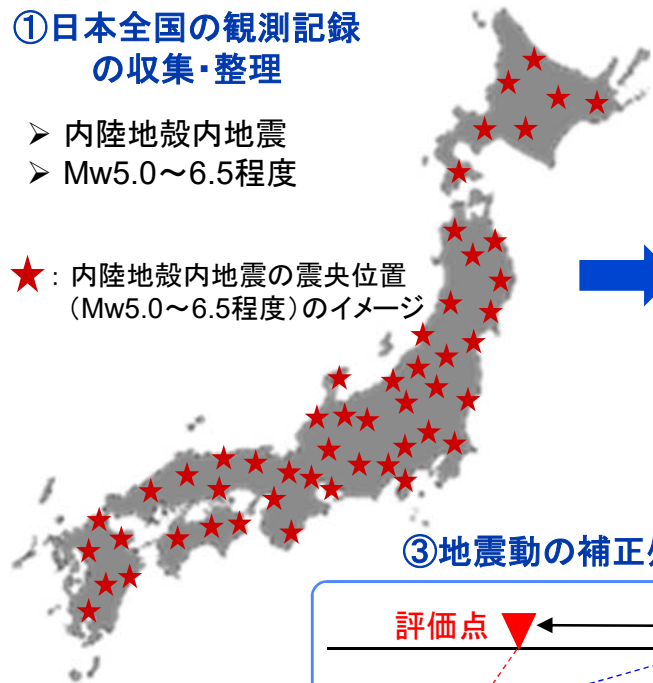 ①日本全国の観測記録
の収集・整理
➢ 内陸地殻内地震
➢ Mw5.0~6.5程度
★：内陸地殻内地震の震央位置
（Mw5.0~6.5程度）のイメージ
③地震動の補正
評価点